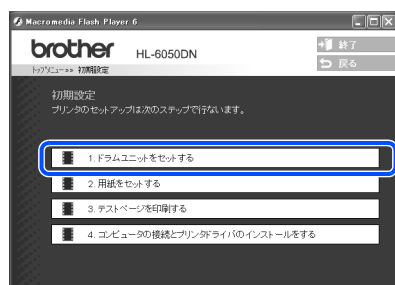 Macromedia Flash Player 6
brother HL-6050DN
終了
戻る
トップメニュー>> 初期設定
初期設定
プリンタのセットアップは次のステップで行ないます。
1. ドラムユニットをセットする
2. 用紙をセットする
3. テストページを印刷する
4. コンピュータの接続とプリンタドライバのインストールをする